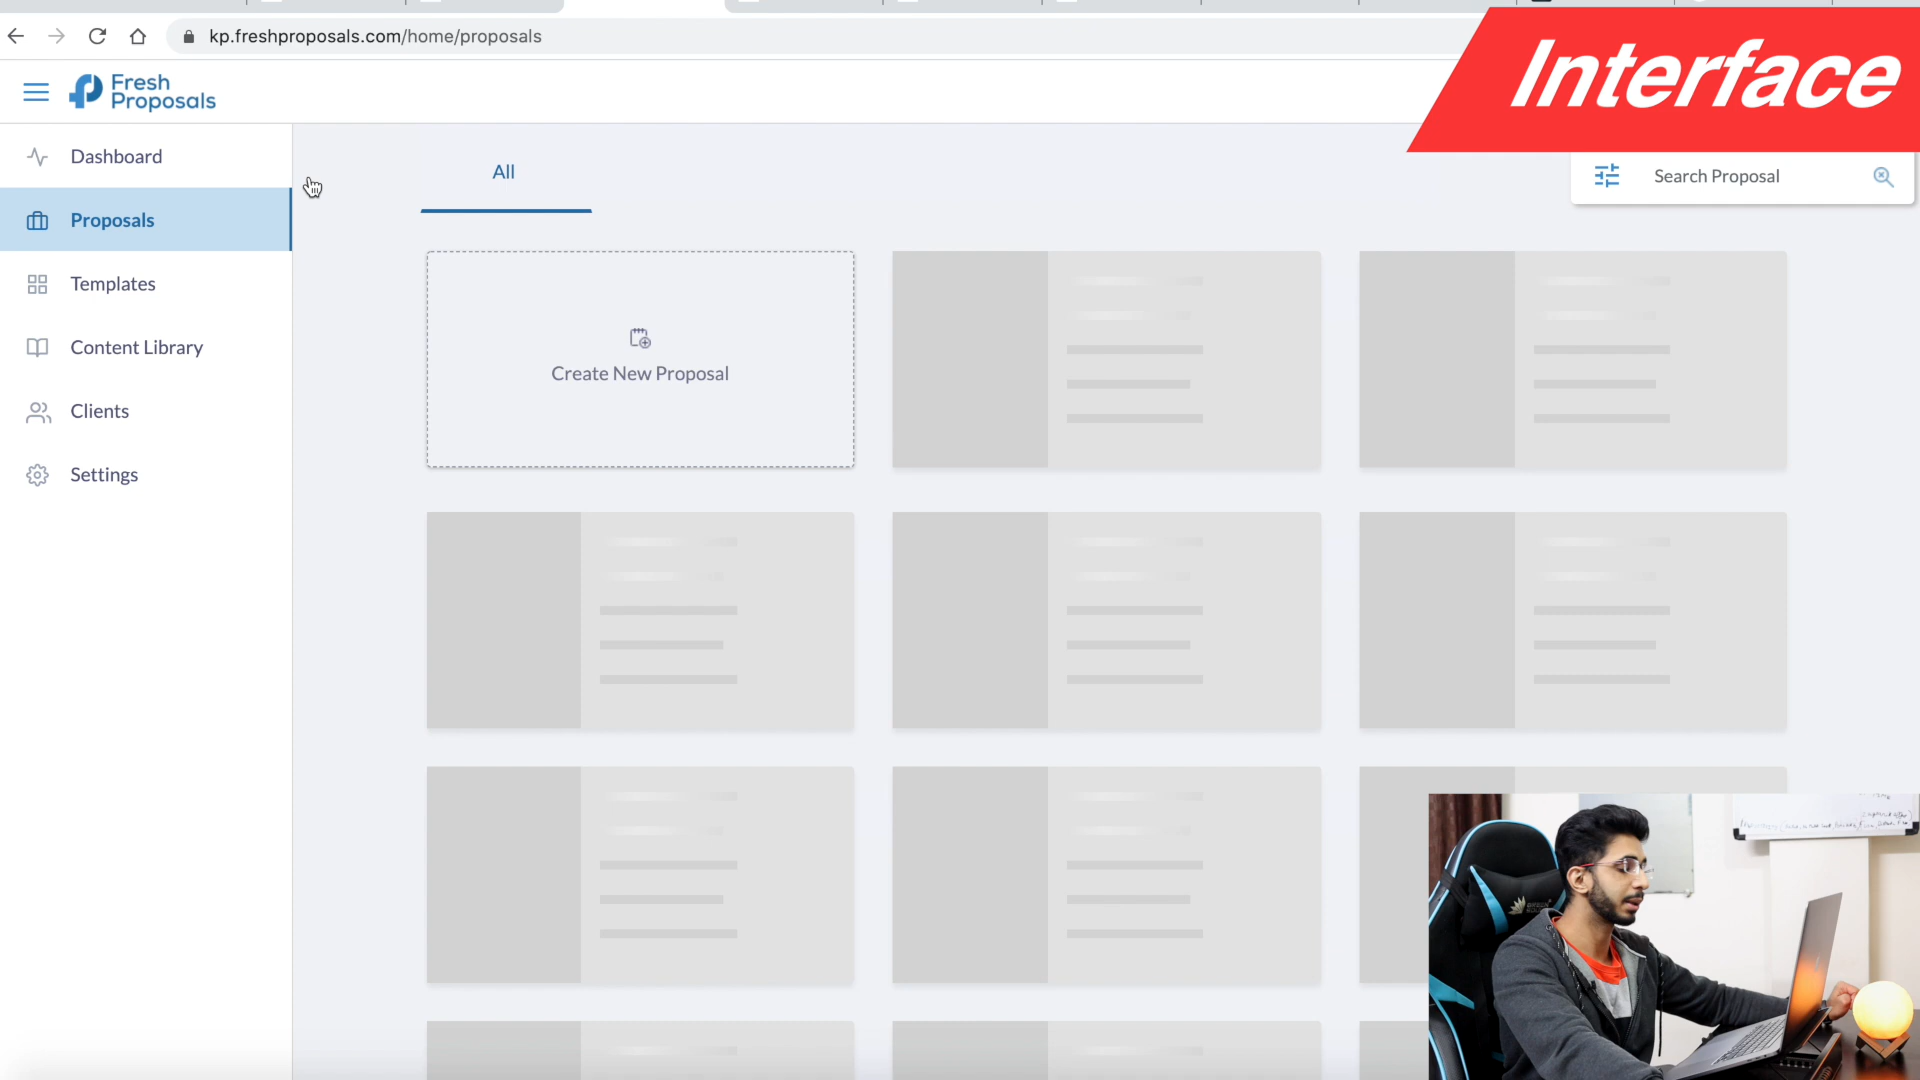 kp.freshproposals.com/home/proposals
Interface
Fresh
Proposals
Dashboard
All
Search Proposal
Proposals
Templates
Create New Proposal
Content Library
Clients
Settings